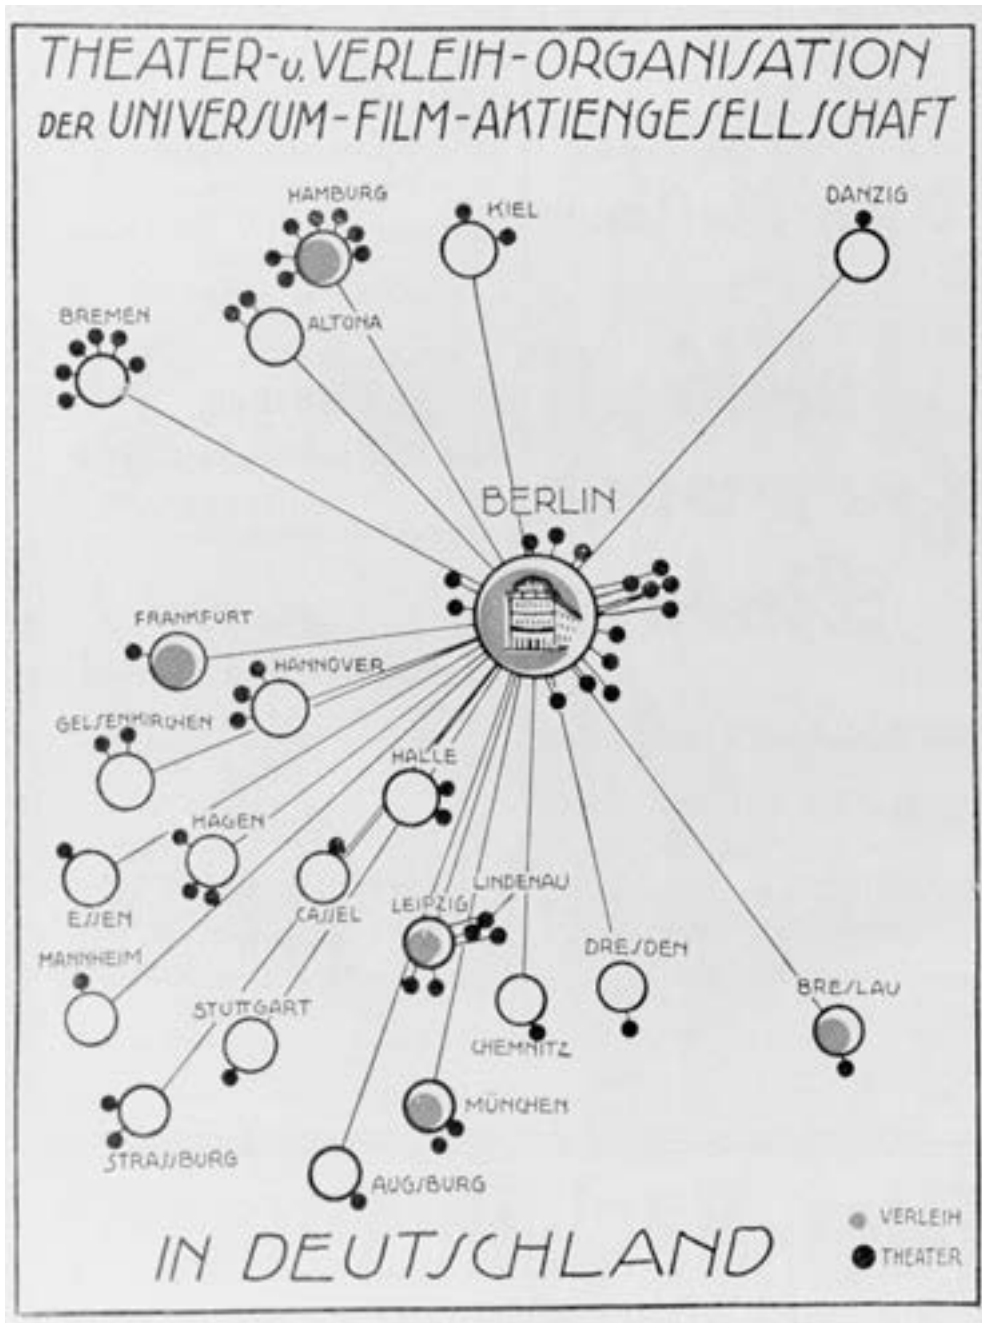 THEATER-u. VERLEIH-ORGANISATION
DER UNIVERSUM-FILM-AKTIENGESELLSCHAFT
HAMBURG
KIEL
DANZIG
ALTONA
BREMEN
BERLIN
FRANKFURT
HANNOVER
GELSENKIRCHEN
HALLE
HAGEN
ESSEN
CASSEL
LINDENAU
LEIPZIG
DRESDEN
MANNHEIM
BRESLAU
STUTTGART
CHEMNITZ
MÜNCHEN
STRASSBURG
AUGSBURG
VERLEIH
THEATER
IN DEUTSCHLAND